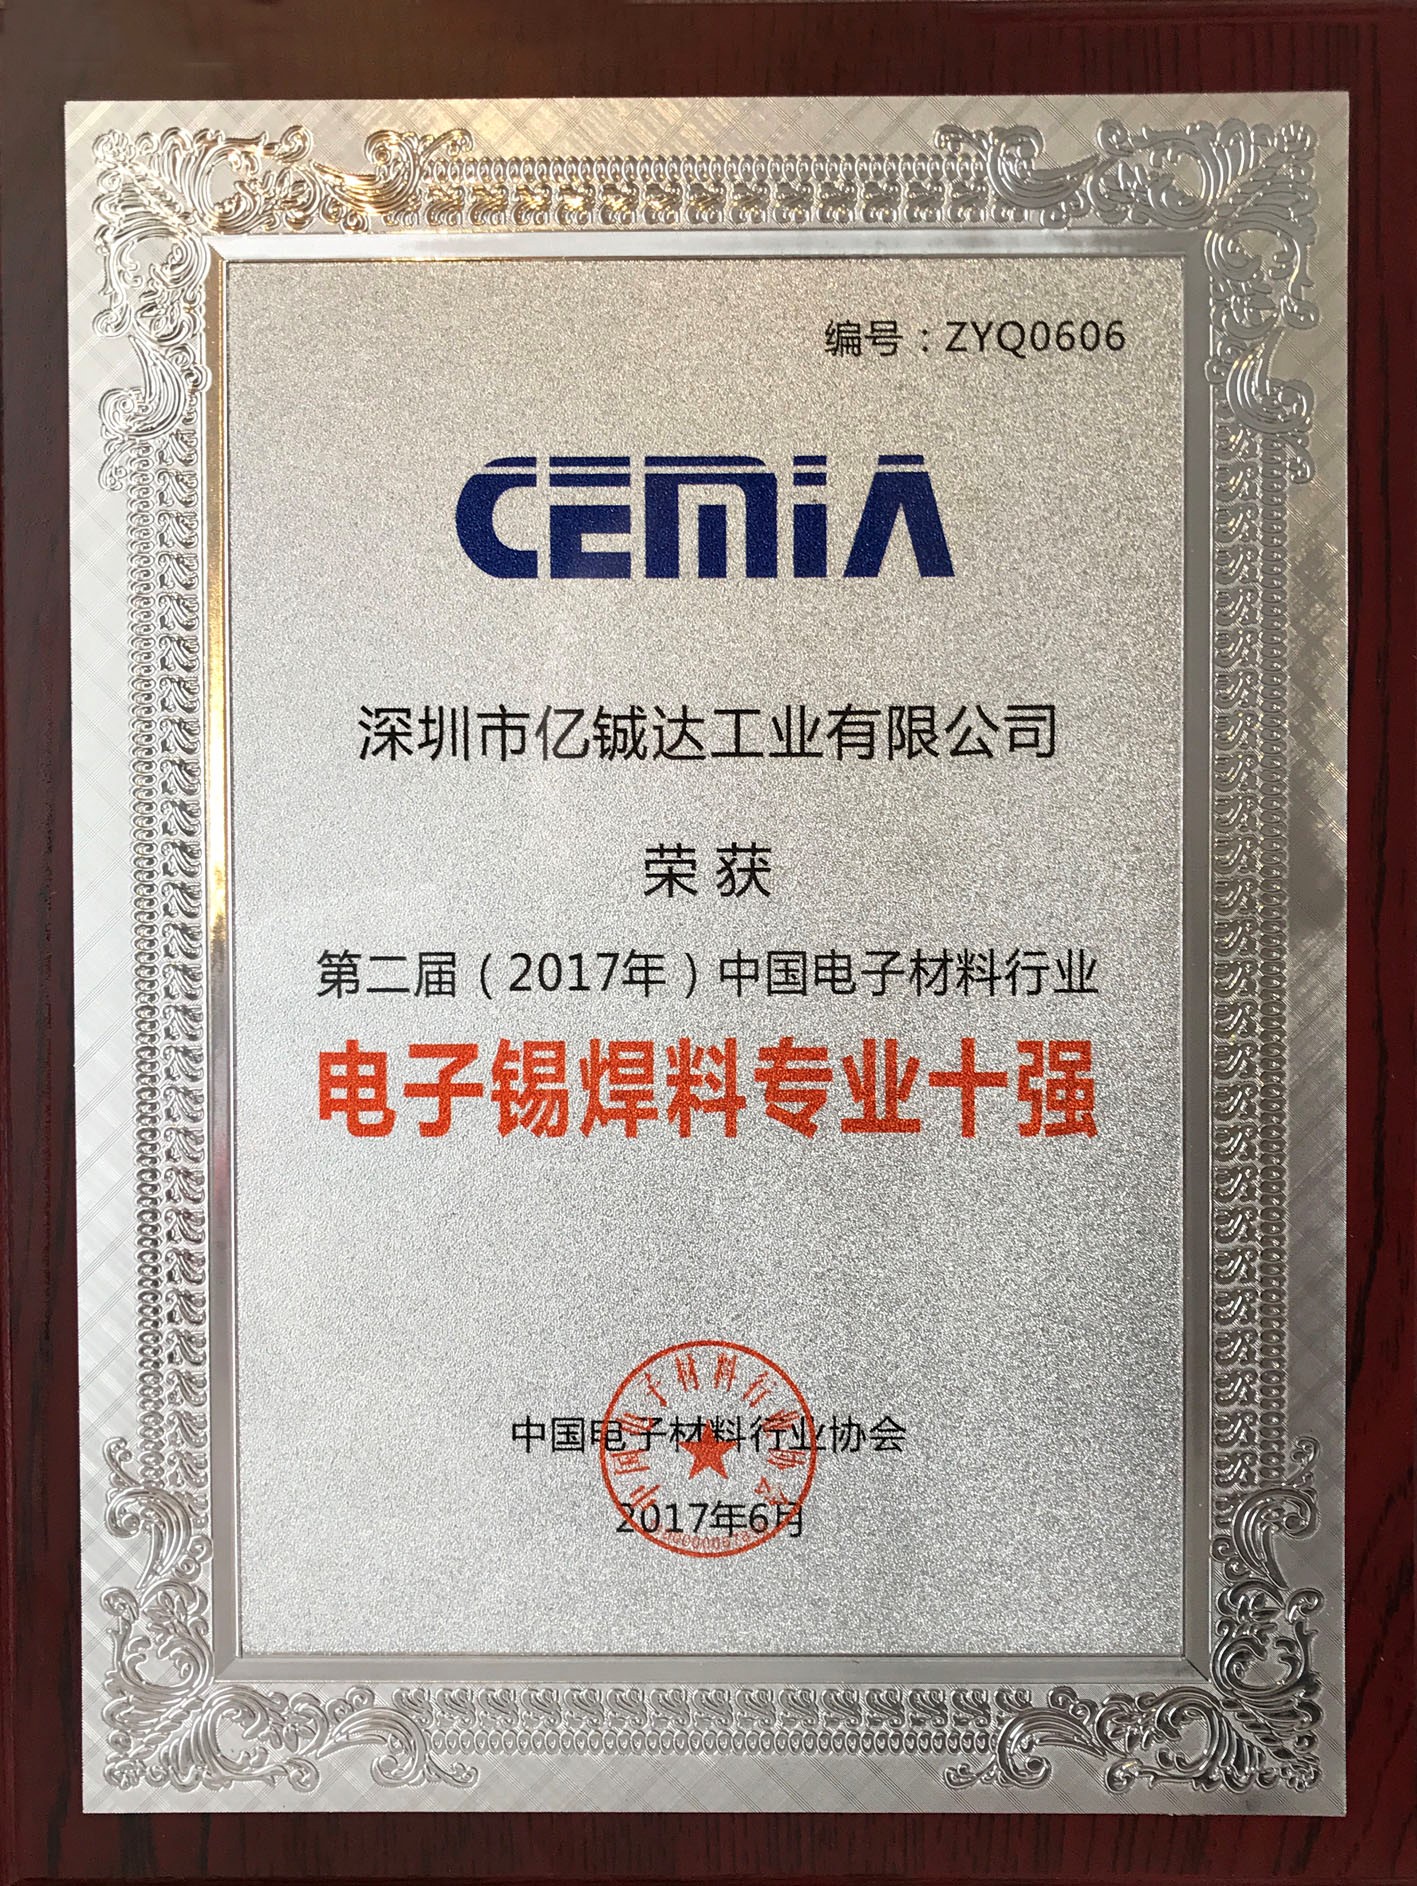 编号：ZYQ0606
CEMiA
深圳市亿铖达工业有限公司
荣获
第二届（2017年）中国电子材料行业
电子锡焊料专业十强
中国电子材料行业协会
2017年6月